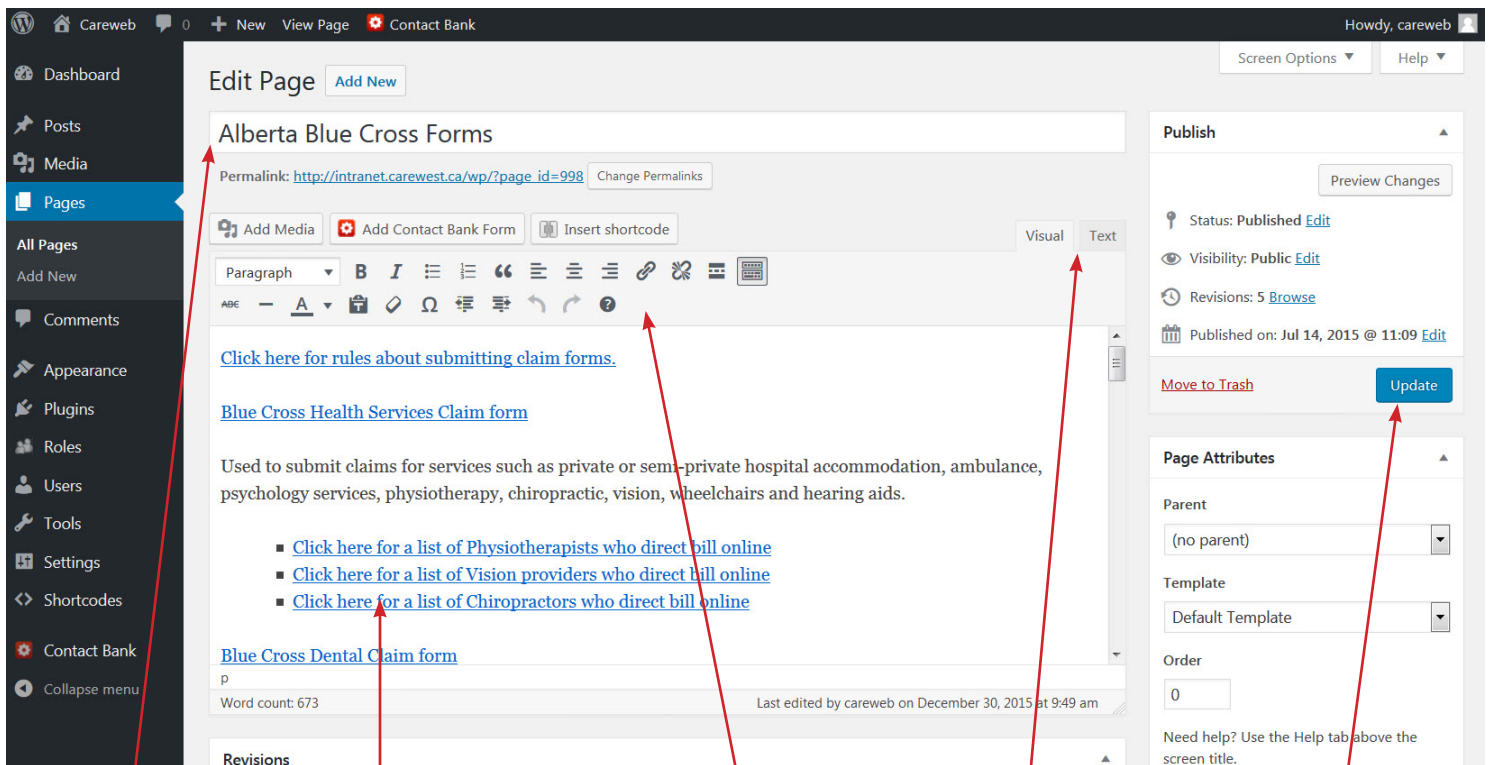 Careweb 0 New View Page Contact Bank Howdy, careweb
Screen Options Help
Dashboard
Posts
Media
Pages
All Pages
Add New
Comments
Appearance
Plugins
Roles
Users
Tools
Settings
Shortcodes
Contact Bank
Collapse menu
Edit Page Add New
Alberta Blue Cross Forms
Permalink: http://intranet.carewest.ca/wp/?page_id=998 Change Permalinks
Add Media Add Contact Bank Form Insert shortcode Visual Text
Paragraph B I
ABC A Ω
Click here for rules about submitting claim forms.
Blue Cross Health Services Claim form
Used to submit claims for services such as private or semi-private hospital accommodation, ambulance,
psychology services, physiotherapy, chiropractic, vision, wheelchairs and hearing aids.
Click here for a list of Physiotherapists who direct bill online
Click here for a list of Vision providers who direct bill online
Click here for a list of Chiropractors who direct bill online
Blue Cross Dental Claim form
p
Word count: 673 Last edited by careweb on December 30, 2015 at 9:49 am
Revisions
Publish
Preview Changes
Status: Published Edit
Visibility: Public Edit
Revisions: 5 Browse
Published on: Jul 14, 2015 @ 11:09 Edit
Move to Trash Update
Page Attributes
Parent
(no parent)
Template
Default Template
Order
0
Need help? Use the Help tab above the
screen title.